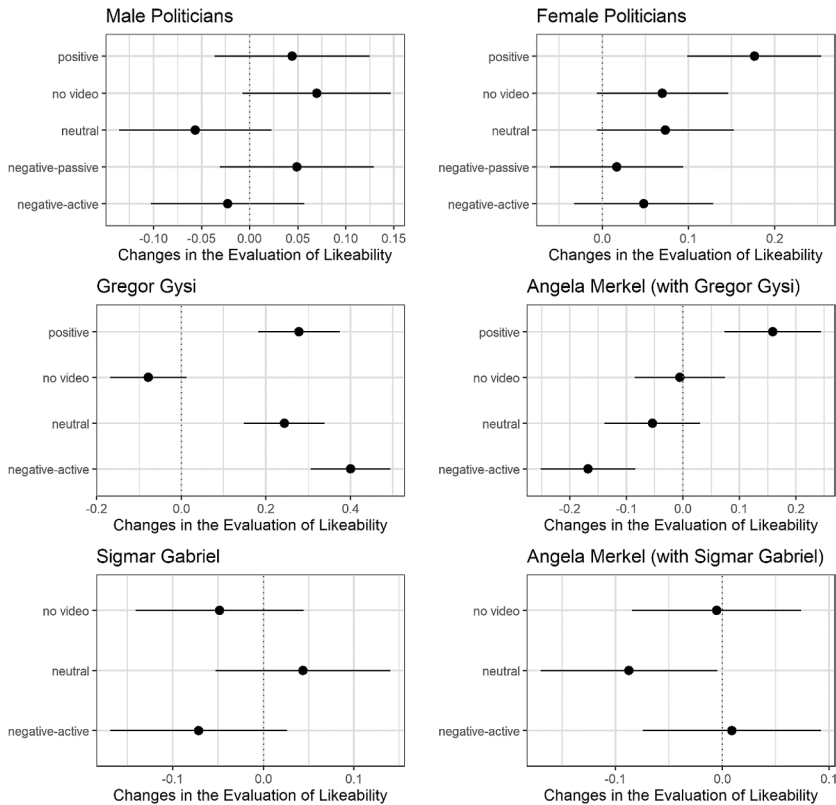 Male Politicians
positive
no video
neutral
negative-passive
negative-active
-0.10 -0.05 0.00 0.05 0.10 0.15
Changes in the Evaluation of Likeability
Female Politicians
positive
no video
neutral
negative-passive
negative-active
0.0 0.1 0.2
Changes in the Evaluation of Likeability
Gregor Gysi
positive
no video
neutral
negative-active
-0.2 0.0 0.2 0.4
Changes in the Evaluation of Likeability
Angela Merkel (with Gregor Gysi)
positive
no video
neutral
negative-active
-0.2 -0.1 0.0 0.1 0.2
Changes in the Evaluation of Likeability
Sigmar Gabriel
no video
neutral
negative-active
-0.1 0.0 0.1
Changes in the Evaluation of Likeability
Angela Merkel (with Sigmar Gabriel)
no video
neutral
negative-active
-0.1 0.0 0.1
Changes in the Evaluation of Likeability